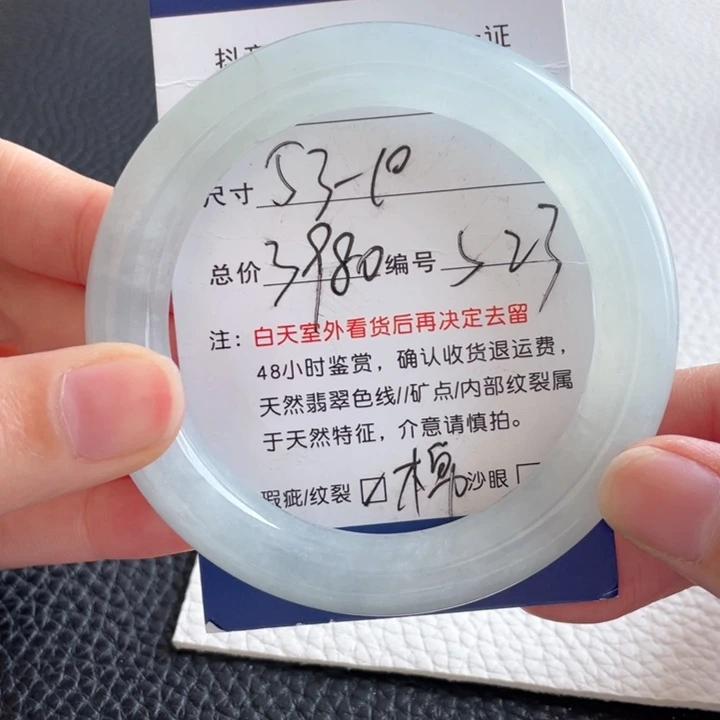 抖 证
尺寸 53-10
总价 3980 编号 523
注: 白天室外看货后再决定去留
48小时鉴赏，确认收货退运费，
天然翡翠色线//矿点/内部纹裂属
于天然特征，介意请慎拍。
瑕疵/纹裂 沙眼